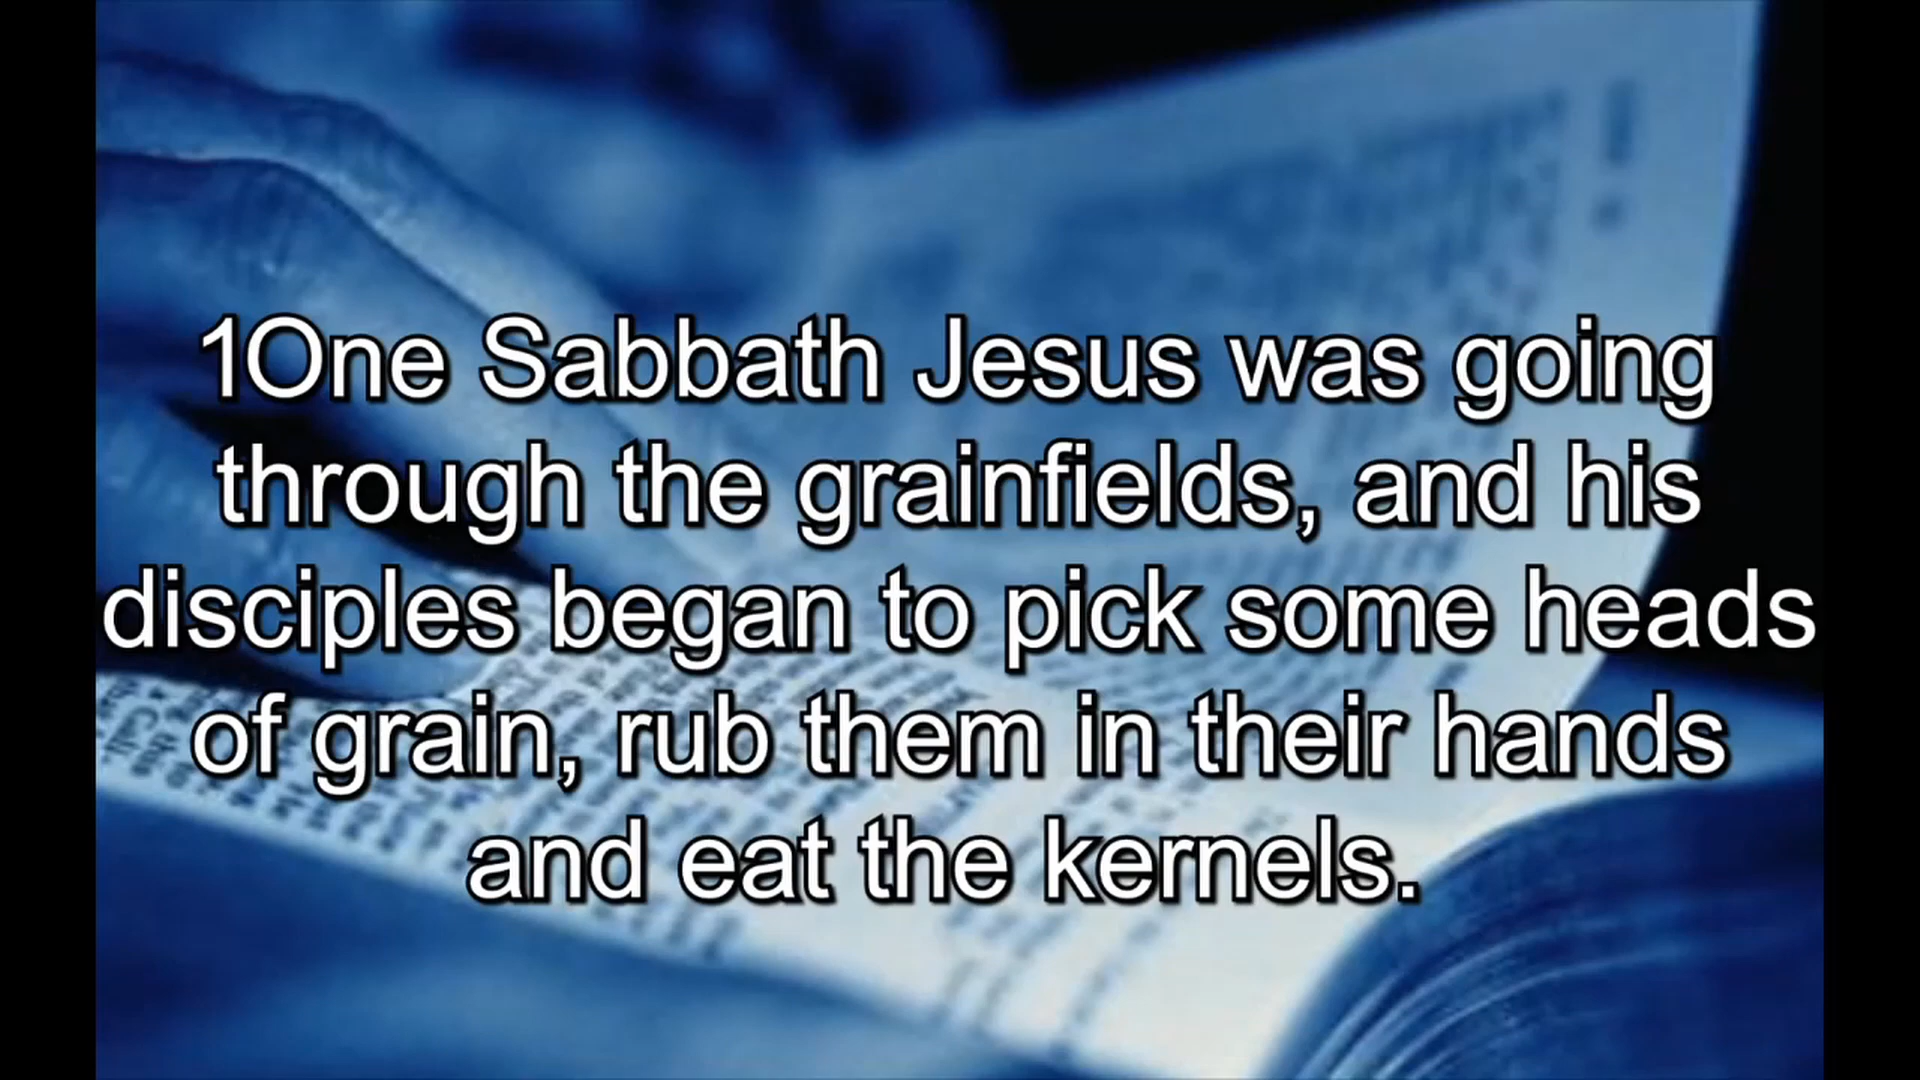 1One Sabbath Jesus was going
through the grainfields, and his
disciples began to pick some heads
of grain, rub them in their hands
and eat the kernels.